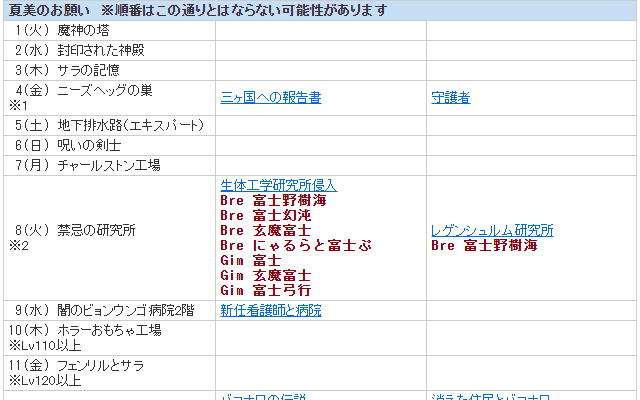 夏美のお願い ※順番はこの通りとはならない可能性があります
1(火) 魔神の塔
2(水) 封印された神殿
3(木) サラの記憶
4(金) ニーズヘッグの巣
※1
三ヶ国への報告書
守護者
5(土) 地下排水路(エキスパート)
6(日) 呪いの剣士
7(月) チャールストン工場
8(火) 禁忌の研究所
※2
生体工学研究所侵入
Bre 富士野樹海
Bre 富士幻沌
Bre 玄魔富士
Bre にゃるらと富士ぷ
Gim 富士
Gim 玄魔富士
Gim 富士弓行
レゲンシュルム研究所
Bre 富士野樹海
9(水) 闇のビョンウンゴ病院2階
新任看護師と病院
10(木) ホラーおもちゃ工場
※Lv110以上
11(金) フェンリルとサラ
※Lv120以上